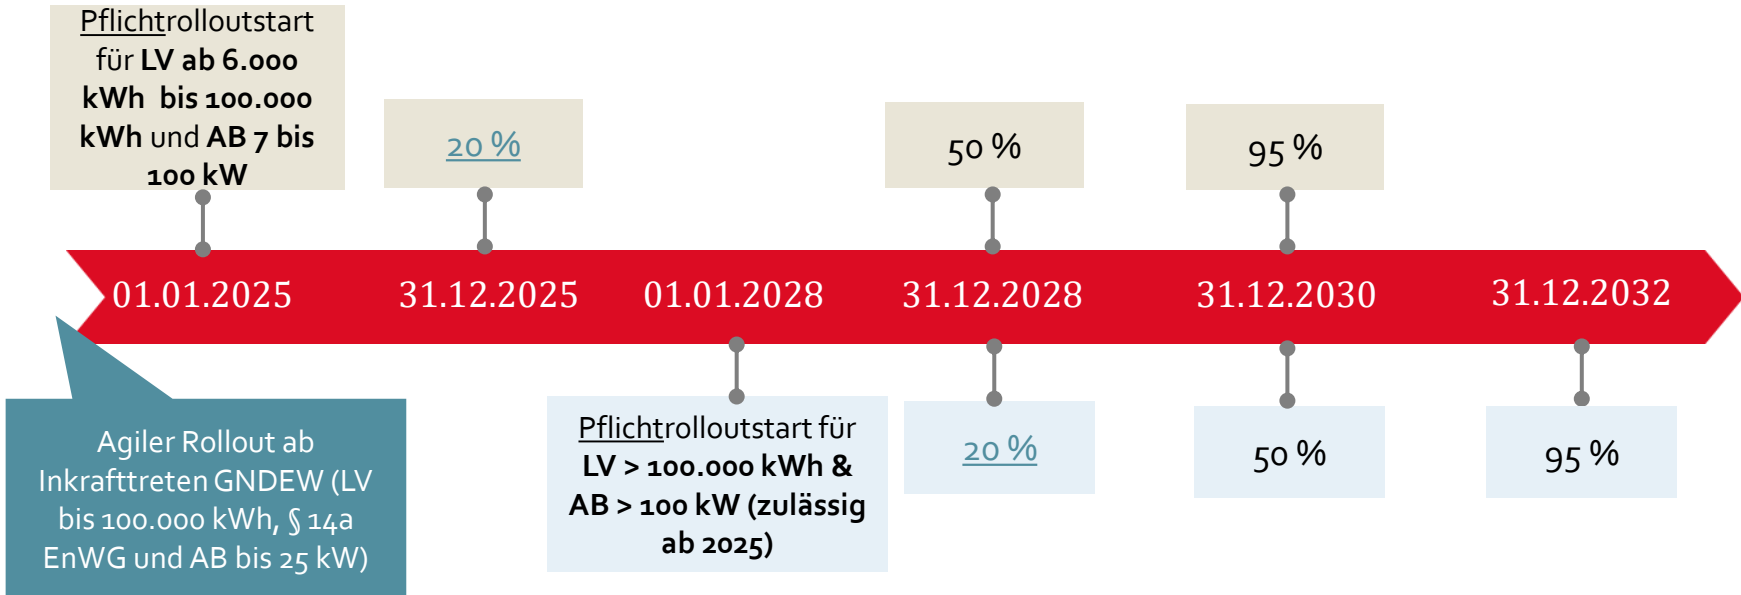 Pflichtrolloutstart
für LV ab 6.000
kWh bis 100.000
kWh und AB 7 bis
100 kW
20 %
50 %
95 %
01.01.2025
31.12.2025
01.01.2028
31.12.2028
31.12.2030
31.12.2032
Agiler Rollout ab
Inkrafttreten GNDEW (LV
bis 100.000 kWh, § 14a
EnWG und AB bis 25 kW)
Pflichtrolloutstart für
LV > 100.000 kWh &
AB > 100 kW (zulässig
ab 2025)
20 %
50 %
95 %